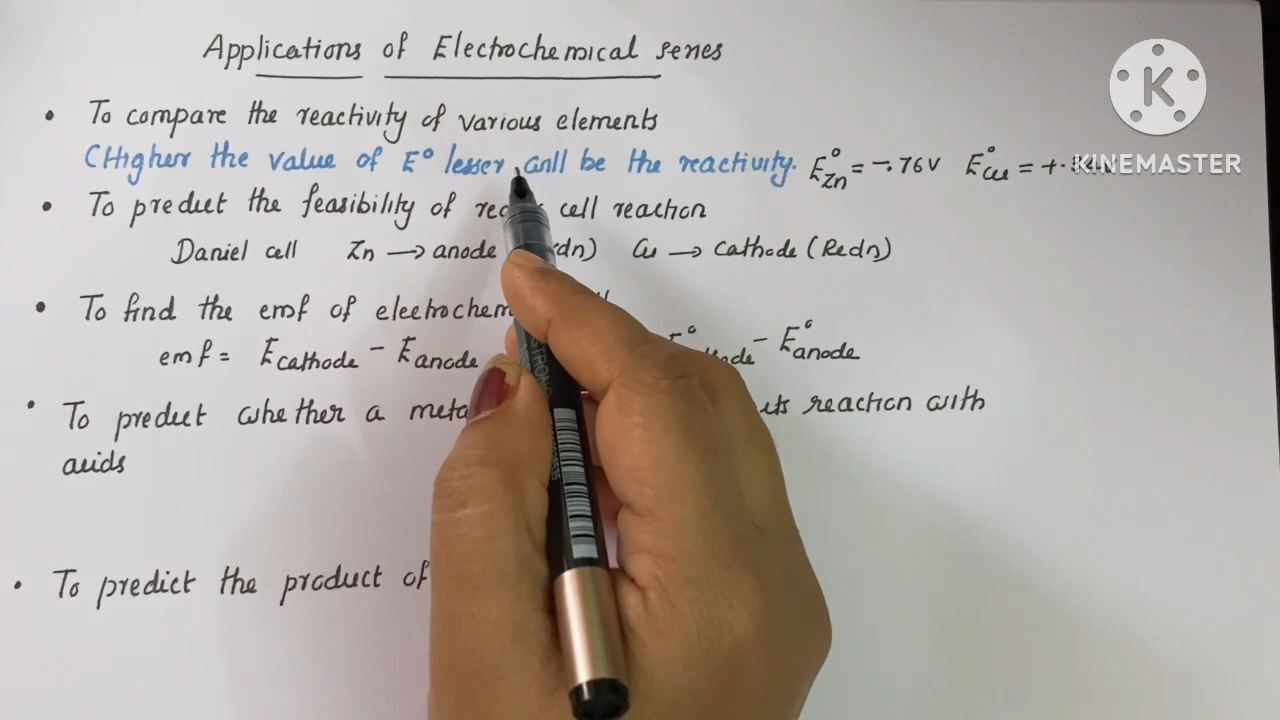 Applications of Electrochemical series
K
KINEMASTER
• To compare the reactivity of various elements
(Higher the value of E° lesser will be the reactivity. E°Zn = -.76V E°Cu = +.34V
• To predict the feasibility of cell reaction
Daniel cell Zn → anode Cu → cathode (Redn)
• To find the emf of
emf = Ecathode - Eanode - E°anode
• To predict whether a its reaction with
acids
• To predict the product of